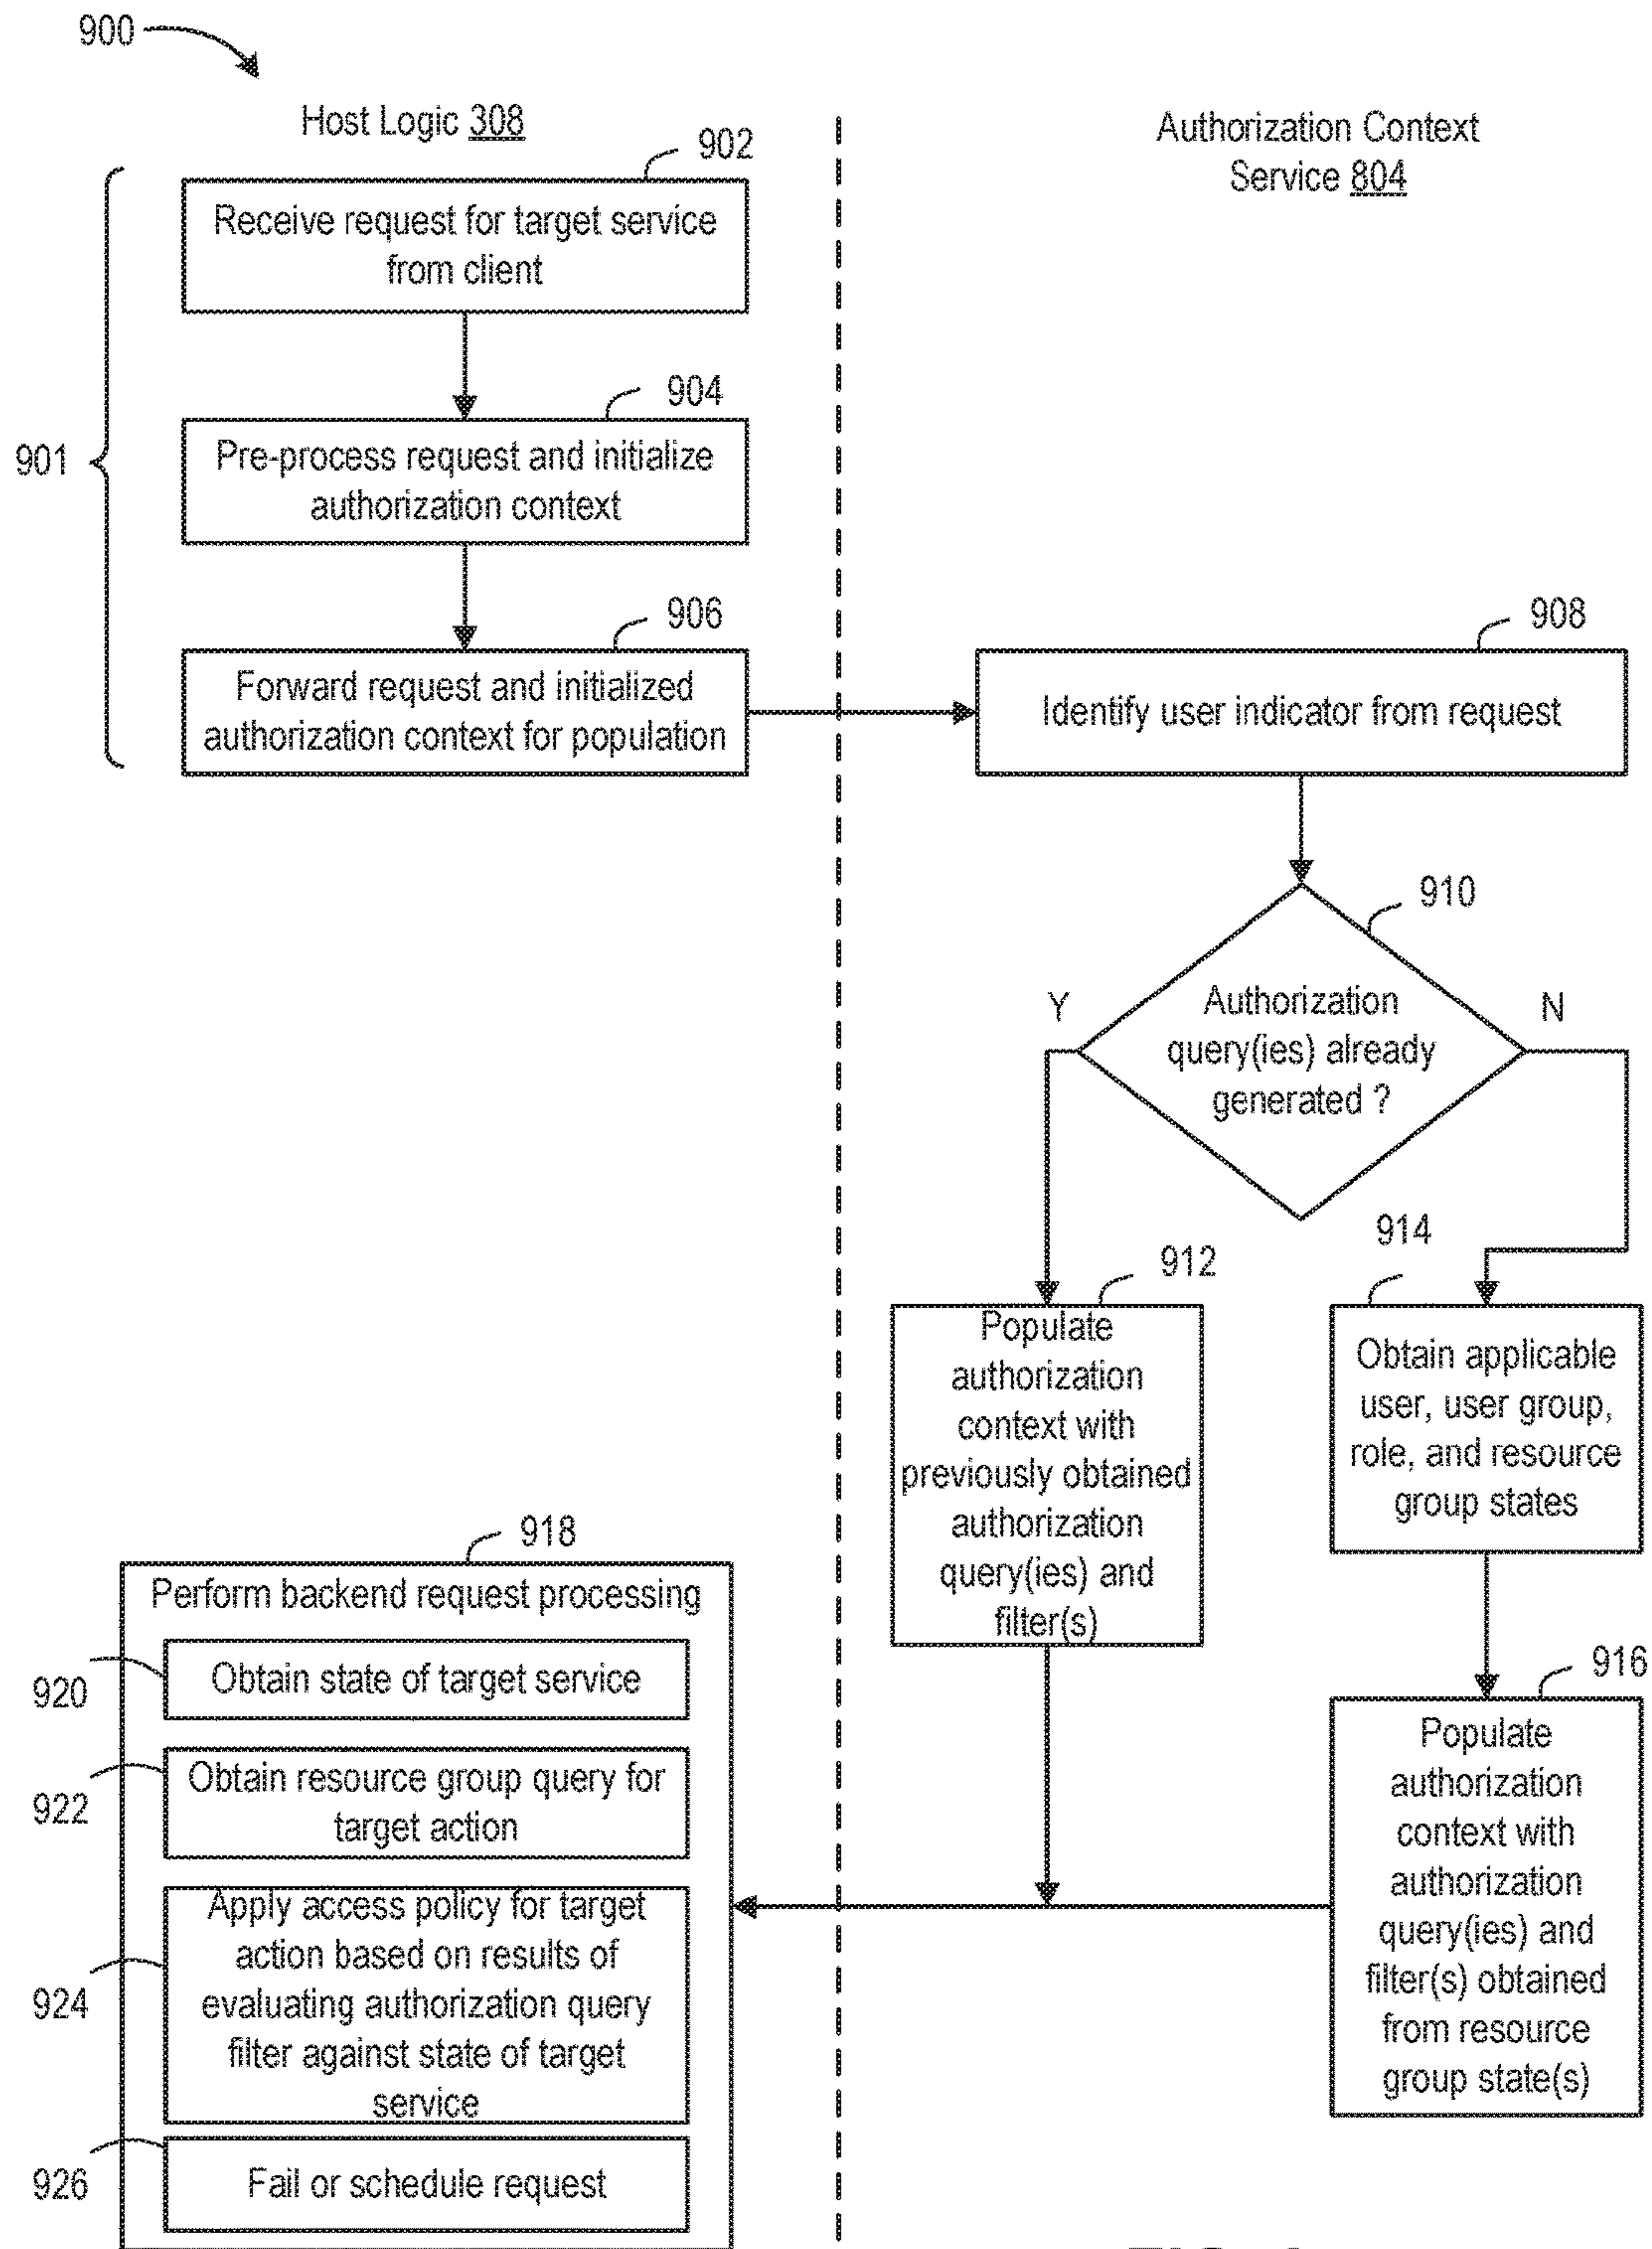 900
Host Logic 308
Authorization Context
Service 804
901
902
Receive request for target service
from client
904
Pre-process request and initialize
authorization context
906
Forward request and initialized
authorization context for population
908
Identify user indicator from request
910
Authorization
query(ies) already
generated ?
Y
N
912
Populate
authorization
context with
previously obtained
authorization
query(ies) and
filter(s)
914
Obtain applicable
user, user group,
role, and resource
group states
916
Populate
authorization
context with
authorization
query(ies) and
filter(s) obtained
from resource
group state(s)
918
Perform backend request processing
920
Obtain state of target service
922
Obtain resource group query for
target action
924
Apply access policy for target
action based on results of
evaluating authorization query
filter against state of target
service
926
Fail or schedule request